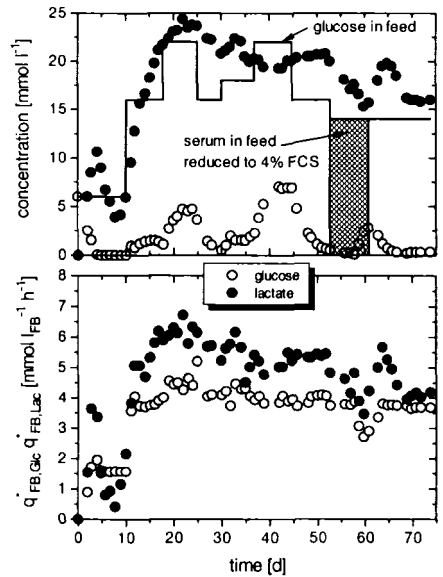 25
20
15
10
5
0
concentration [mmol l⁻¹]
glucose in feed
serum in feed
reduced to 4% FCS
glucose
lactate
8
7
6
5
4
3
2
1
0
q*FB,Glc q*FB,Lac [mmol lFB⁻¹ h⁻¹]
0 10 20 30 40 50 60 70
time [d]